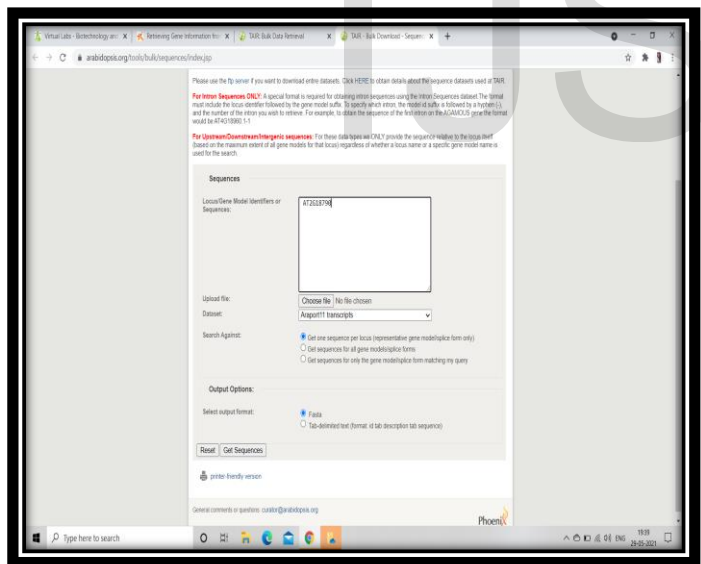 Virtual Labs - Biotechnology and
Retrieving Gene Information from
TAIR: Bulk Data Retrieval
TAIR - Bulk Download - Sequenc
arabidopsis.org/tools/bulk/sequences/index.jsp
Please use the ftp server if you want to download entire datasets. Click HERE to obtain details about the sequence datasets used at TAIR.
For Intron Sequences ONLY: A special format is required for obtaining intron sequences using the Intron Sequences dataset. The format
must include the locus identifier followed by the gene model suffix. To specify which intron, the model id suffix is followed by a hyphen (-),
and the number of the intron you wish to retrieve. For example, to obtain the sequence of the first intron on the AGAMOUS gene the format
would be AT4G18960.1-1
For Upstream/Downstream/Intergenic sequences: For these data types we ONLY provide the sequence relative to the locus itself
(based on the maximum extent of all gene models for that locus) regardless of whether a locus name or a specific gene model name is
used for the search.
Sequences
Locus/Gene Model Identifiers or
Sequences:
AT2G18790
Upload file:
Choose file No file chosen
Dataset:
Araport11 transcripts
Search Against:
Get one sequence per locus (representative gene model/splice form only)
Get sequences for all gene models/splice forms
Get sequences for only the gene model/splice form matching my query
Output Options:
Select output format:
Fasta
Tab-delimited text (format: id tab description tab sequence)
Reset Get Sequences
printer-friendly version
General comments or questions: curator@arabidopsis.org
Phoenix
Type here to search
ENG
19:39
29-05-2021